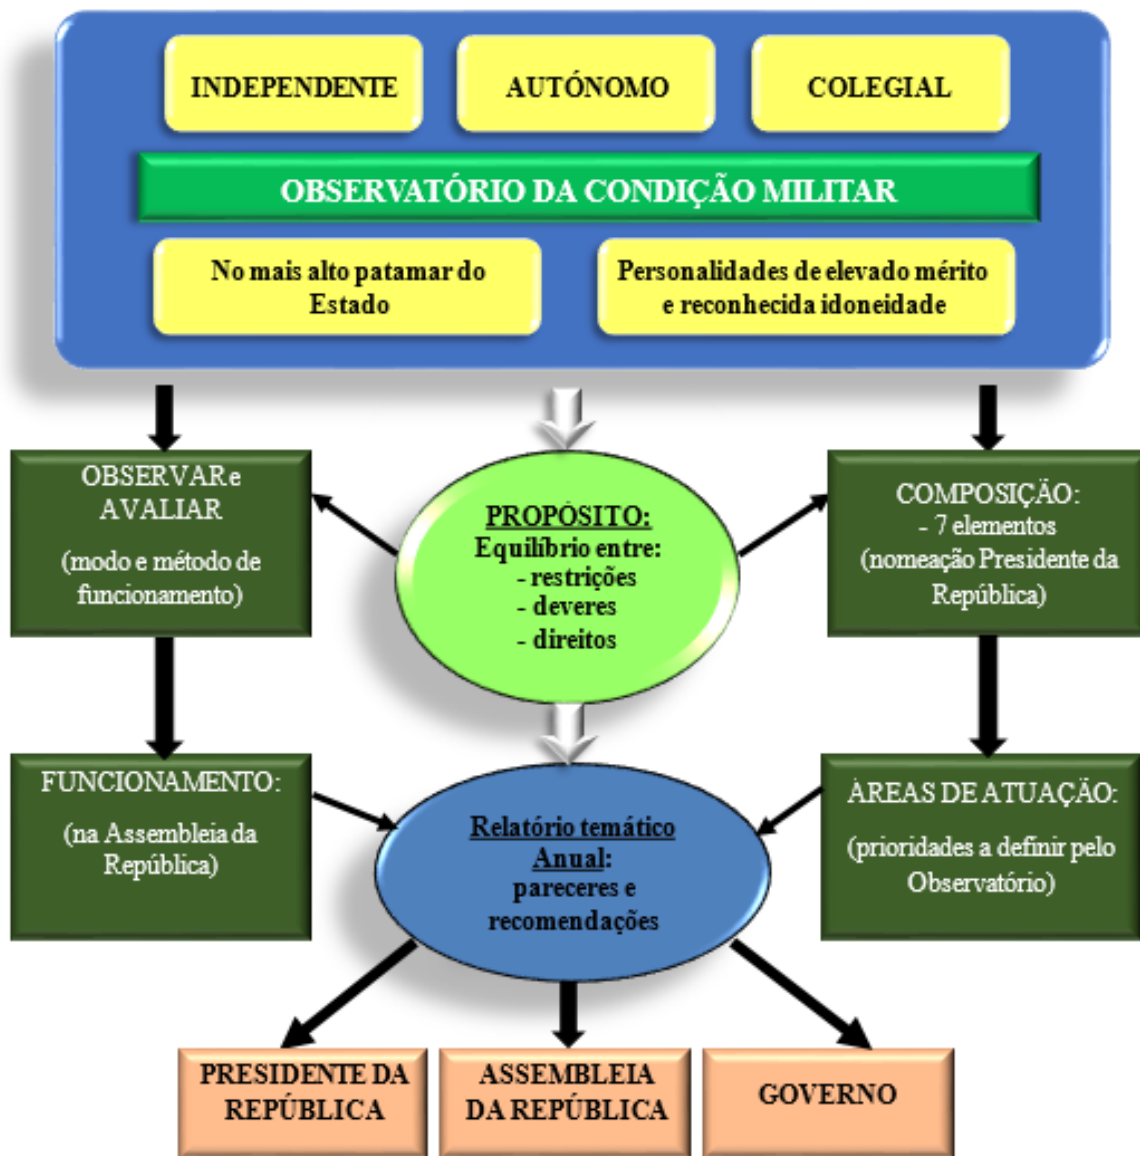 INDEPENDENTE
AUTÓNOMO
COLEGIAL
OBSERVATÓRIO DA CONDIÇÃO MILITAR
No mais alto patamar do
Estado
Personalidades de elevado mérito
e reconhecida idoneidade
OBSERVAR e
AVALIAR
(modo e método de
funcionamento)
PROPÓSITO:
Equilíbrio entre:
- restrições
- deveres
- direitos
COMPOSIÇÃO:
- 7 elementos
(nomeação Presidente da
República)
FUNCIONAMENTO:
(na Assembleia da
República)
Relatório temático
Anual:
pareceres e
recomendações
ÁREAS DE ATUAÇÃO:
(prioridades a definir pelo
Observatório)
PRESIDENTE DA
REPÚBLICA
ASSEMBLEIA
DA REPÚBLICA
GOVERNO